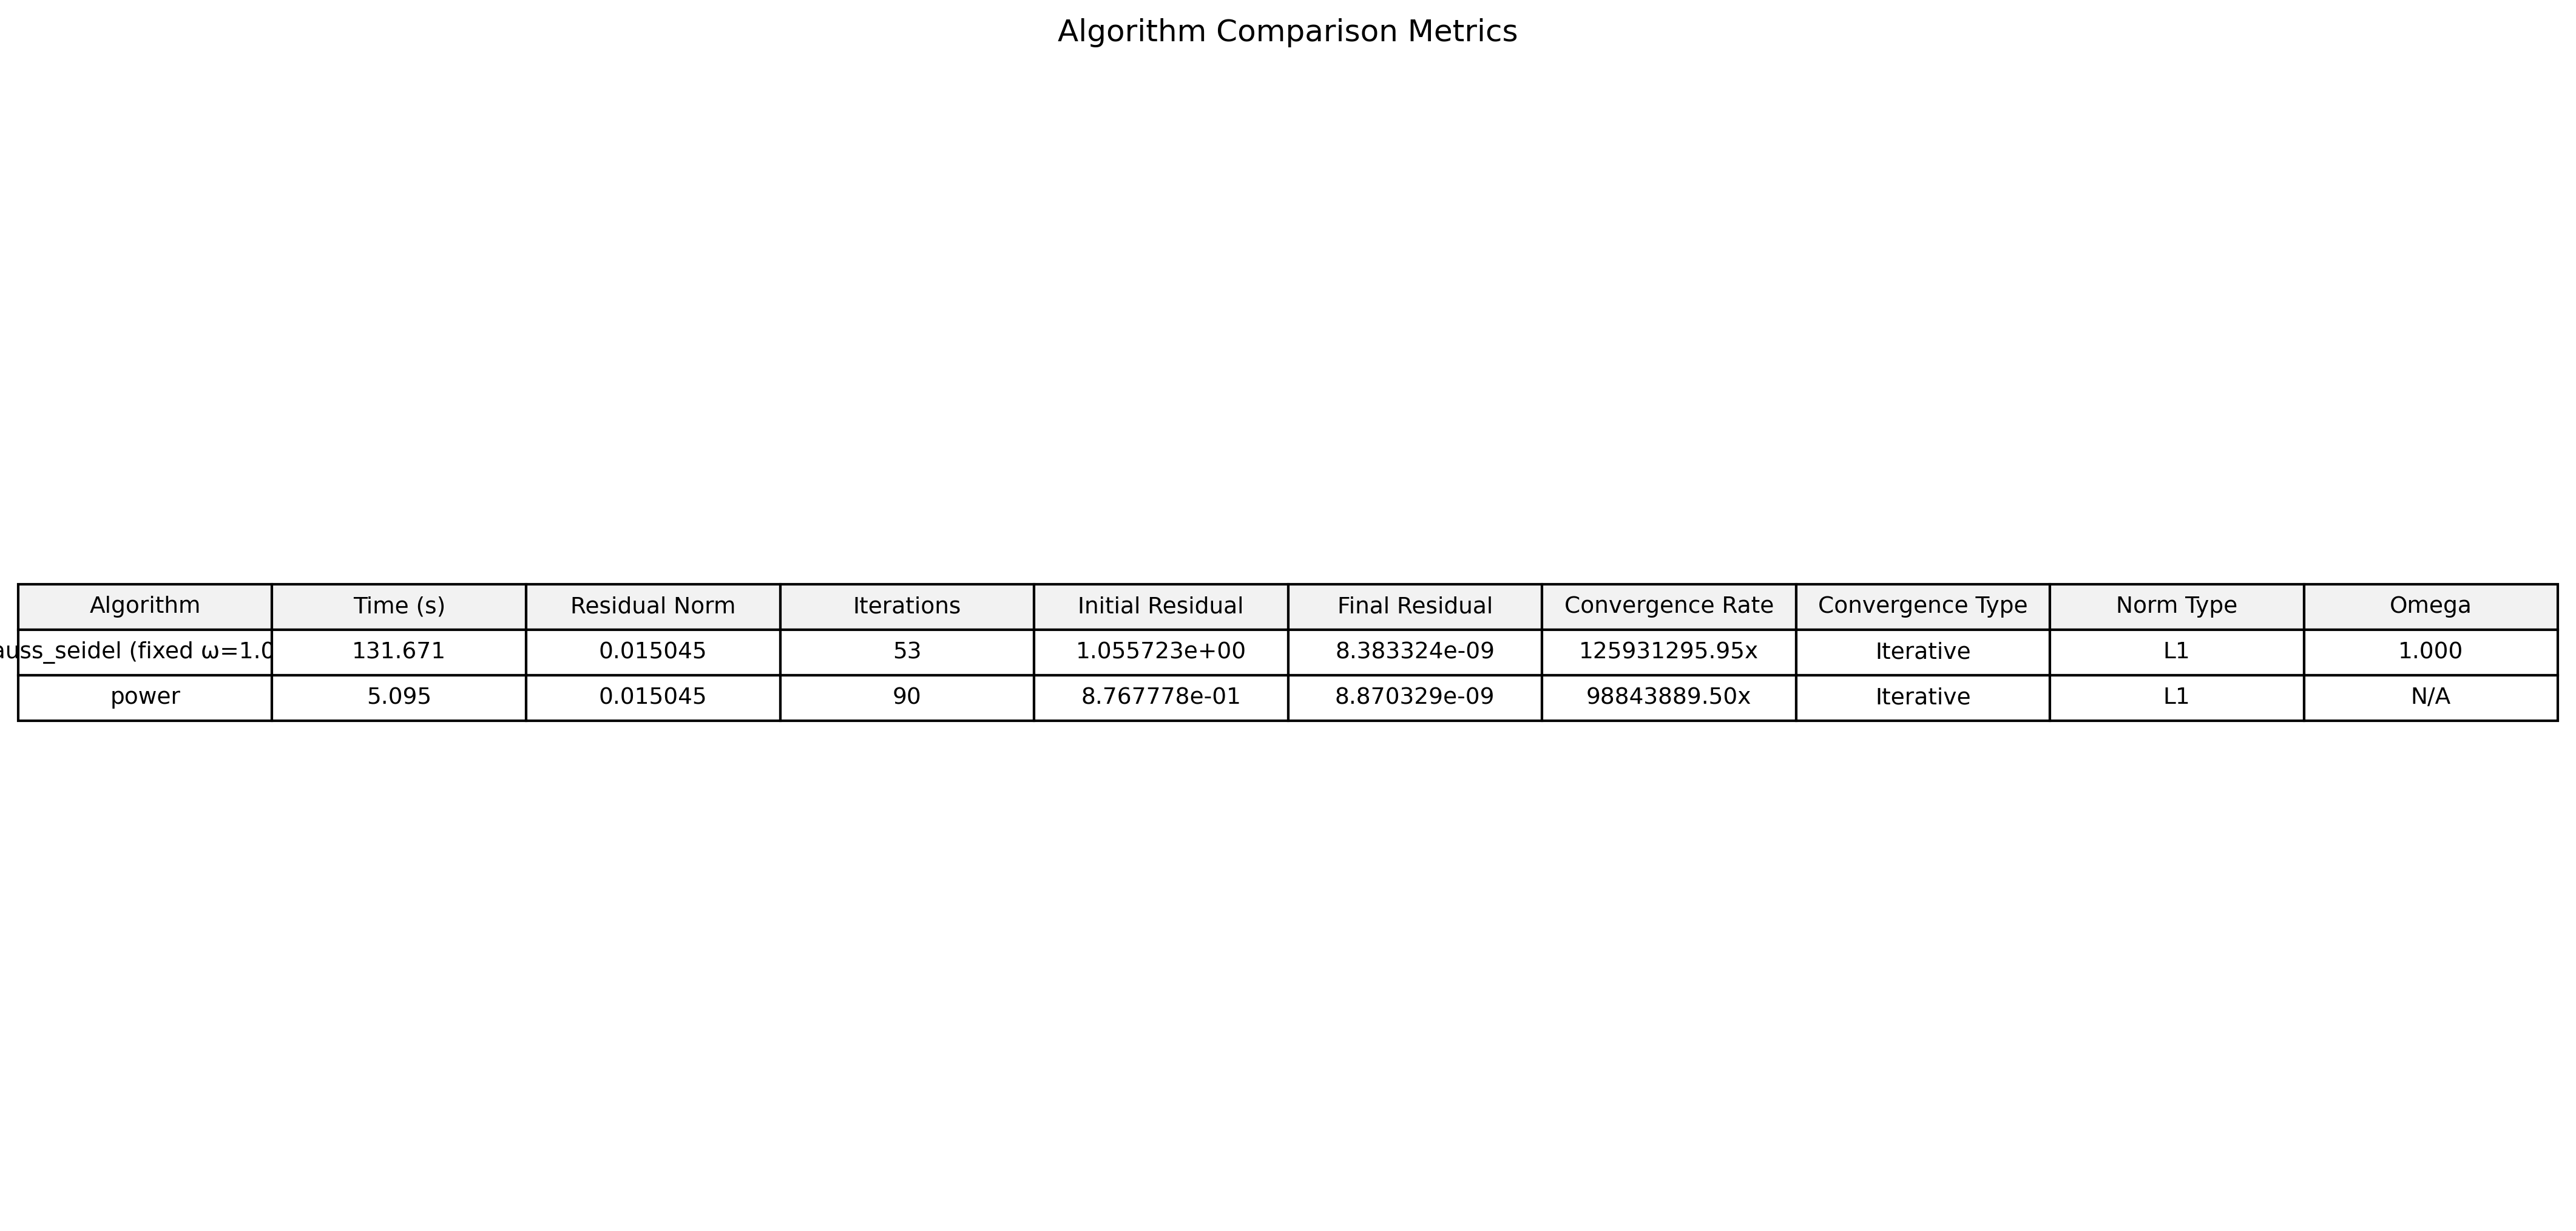 Algorithm Comparison Metrics
Algorithm Time (s) Residual Norm Iterations Initial Residual Final Residual Convergence Rate Convergence Type Norm Type Omega
auss_seidel (fixed ω=1.0 131.671 0.015045 53 1.055723e+00 8.383324e-09 125931295.95x Iterative L1 1.000
power 5.095 0.015045 90 8.767778e-01 8.870329e-09 98843889.50x Iterative L1 N/A